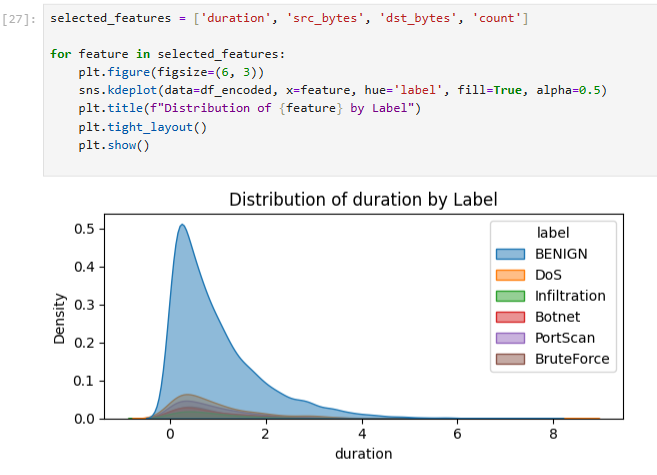 [27]: selected_features = ['duration', 'src_bytes', 'dst_bytes', 'count']
for feature in selected_features:
    plt.figure(figsize=(6, 3))
    sns.kdeplot(data=df_encoded, x=feature, hue='label', fill=True, alpha=0.5)
    plt.title(f"Distribution of {feature} by Label")
    plt.tight_layout()
    plt.show()
Distribution of duration by Label
label
BENIGN
DoS
Infiltration
Botnet
PortScan
BruteForce
Density
0.5
0.4
0.3
0.2
0.1
0.0
0 2 4 6 8
duration